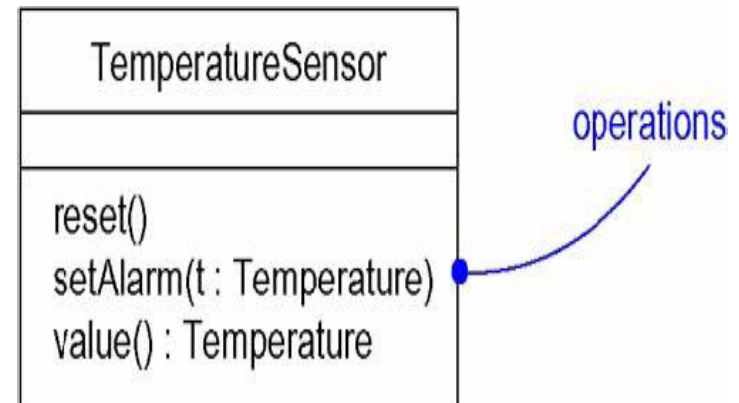 TemperatureSensor
operations
reset()
setAlarm(t : Temperature)
value() : Temperature